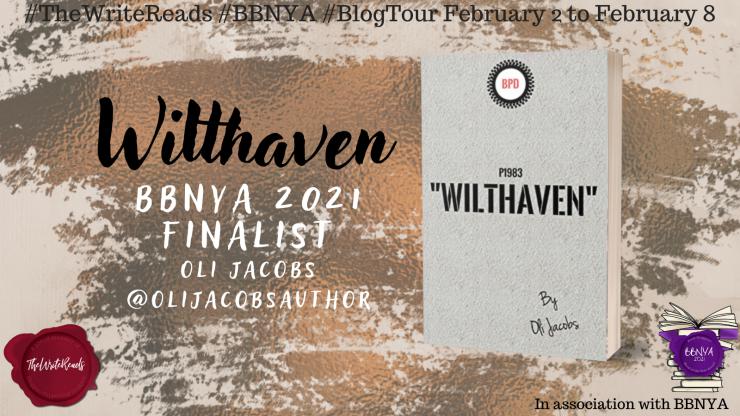 #TheWriteReads #BBNYA #BlogTour February 2 to February 8
Wilthaven
BBNYA 2021
FINALIST
OLI JACOBS
@OLIJACOBSAUTHOR
BPD
P1983
"WILTHAVEN"
By
Oli Jacobs
TheWriteReads
BBNYA
2021
In association with BBNYA